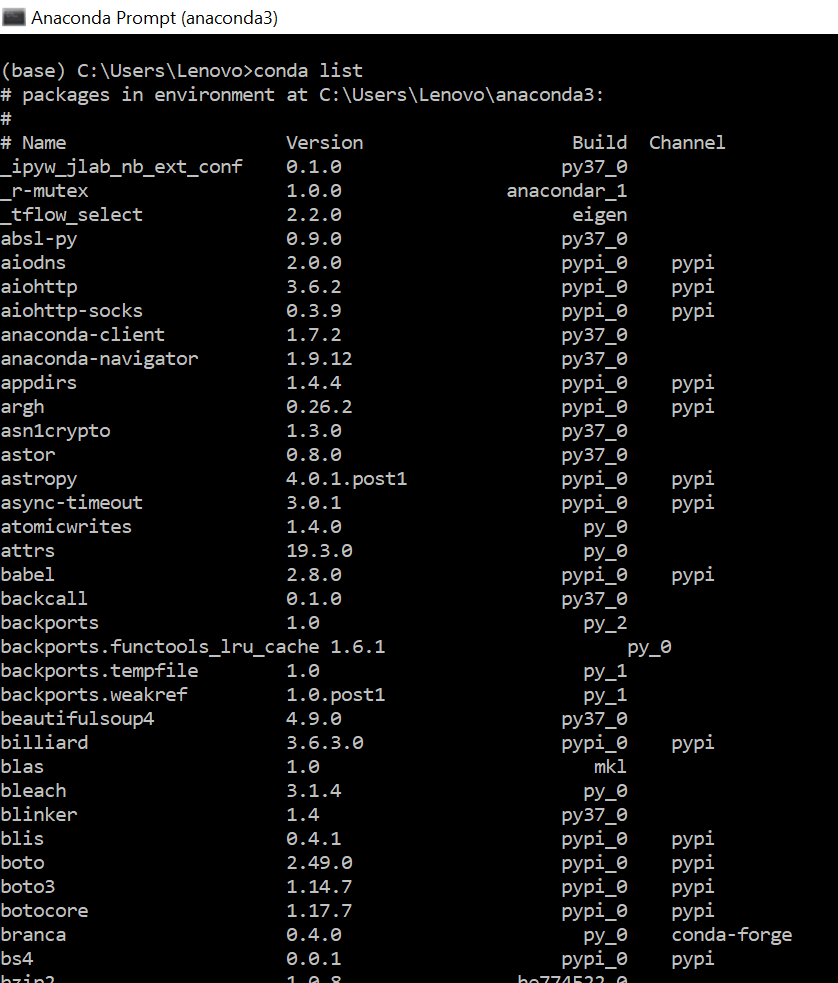 Anaconda Prompt (anaconda3)
(base) C:\Users\Lenovo>conda list
# packages in environment at C:\Users\Lenovo\anaconda3:
#
# Name                    Version                   Build  Channel
_ipyw_jlab_nb_ext_conf    0.1.0                    py37_0
_r-mutex                  1.0.0               anacondar_1
_tflow_select             2.2.0                     eigen
absl-py                   0.9.0                    py37_0
aiodns                    2.0.0                    pypi_0    pypi
aiohttp                   3.6.2                    pypi_0    pypi
aiohttp-socks             0.3.9                    pypi_0    pypi
anaconda-client           1.7.2                    py37_0
anaconda-navigator        1.9.12                   py37_0
appdirs                   1.4.4                    pypi_0    pypi
argh                      0.26.2                   pypi_0    pypi
asn1crypto                1.3.0                    py37_0
astor                     0.8.0                    py37_0
astropy                   4.0.1.post1              pypi_0    pypi
async-timeout             3.0.1                    pypi_0    pypi
atomicwrites              1.4.0                      py_0
attrs                     19.3.0                     py_0
babel                     2.8.0                    pypi_0    pypi
backcall                  0.1.0                    py37_0
backports                 1.0                        py_2
backports.functools_lru_cache 1.6.1                      py_0
backports.tempfile        1.0                        py_1
backports.weakref         1.0.post1                  py_1
beautifulsoup4            4.9.0                    py37_0
billiard                  3.6.3.0                  pypi_0    pypi
blas                      1.0                         mkl
bleach                    3.1.4                      py_0
blinker                   1.4                      py37_0
blis                      0.4.1                    pypi_0    pypi
boto                      2.49.0                   pypi_0    pypi
boto3                     1.14.7                   pypi_0    pypi
botocore                  1.17.7                   pypi_0    pypi
branca                    0.4.0                      py_0    conda-forge
bs4                       0.0.1                    pypi_0    pypi
bzip2                     1.0.8                he774522_0